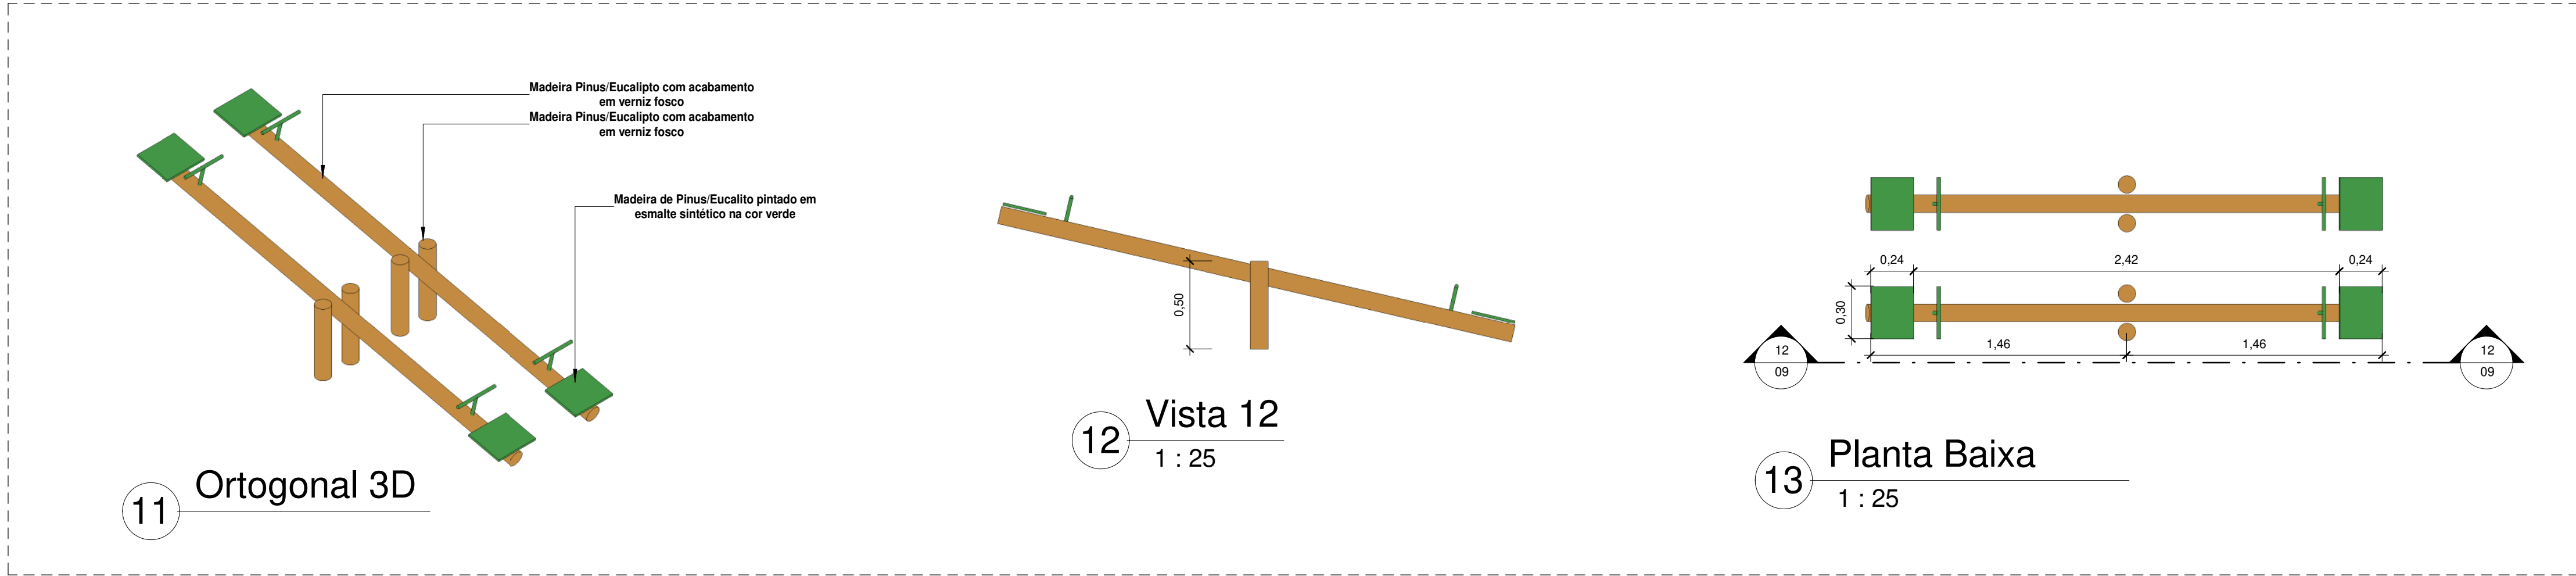 Madeira Pinus/Eucalipto com acabamento
em verniz fosco
Madeira Pinus/Eucalipto com acabamento
em verniz fosco
Madeira de Pinus/Eucalito pintado em
esmalte sintético na cor verde
11
Ortogonal 3D
0,50
12
Vista 12
1 : 25
0,24
2,42
0,24
0,30
1,46
1,46
12
09
12
09
13
Planta Baixa
1 : 25